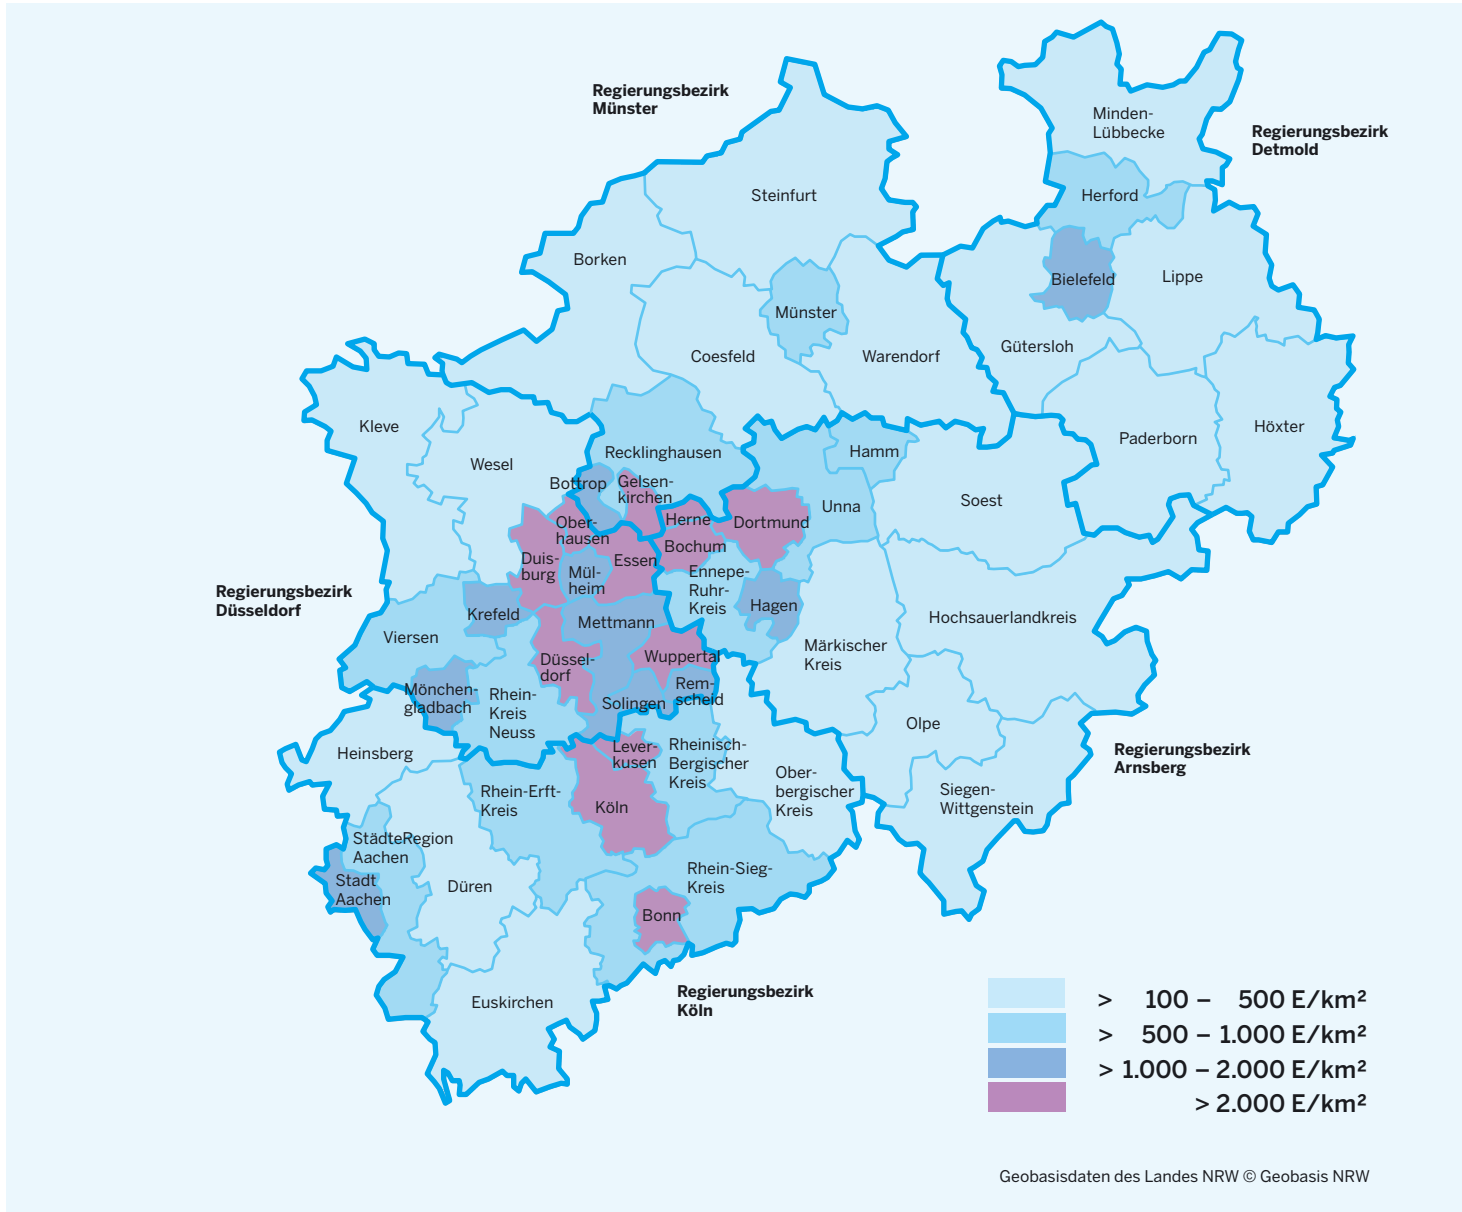 Regierungsbezirk
Münster
Minden-
Lübbecke
Regierungsbezirk
Detmold
Steinfurt
Herford
Borken
Bielefeld
Lippe
Münster
Gütersloh
Coesfeld
Warendorf
Kleve
Höxter
Paderborn
Recklinghausen
Hamm
Wesel
Bottrop
Gelsen-
kirchen
Soest
Unna
Ober-
hausen
Herne
Dortmund
Bochum
Duis-
burg
Essen
Mül-
heim
Ennepe-
Ruhr-
Kreis
Hagen
Regierungsbezirk
Düsseldorf
Krefeld
Mettmann
Hochsauerlandkreis
Viersen
Märkischer
Kreis
Düssel-
dorf
Wuppertal
Mönchen-
gladbach
Rhein-
Kreis
Neuss
Rem-
scheid
Solingen
Olpe
Heinsberg
Lever-
kusen
Rheinisch-
Bergischer
Kreis
Regierungsbezirk
Arnsberg
Ober-
bergischer
Kreis
Rhein-Erft-
Kreis
Köln
Siegen-
Wittgenstein
StädteRegion
Aachen
Stadt
Aachen
Düren
Rhein-Sieg-
Kreis
Bonn
Euskirchen
Regierungsbezirk
Köln
> 100 – 500 E/km²
> 500 – 1.000 E/km²
> 1.000 – 2.000 E/km²
> 2.000 E/km²
Geobasisdaten des Landes NRW © Geobasis NRW